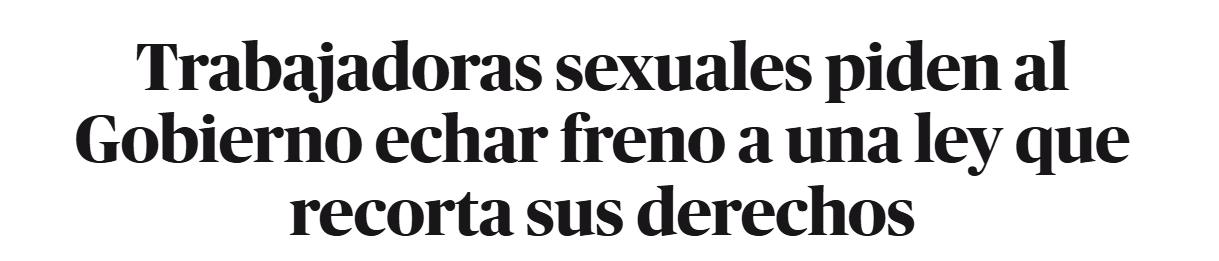 Trabajadoras sexuales piden al
Gobierno echar freno a una ley que
recorta sus derechos